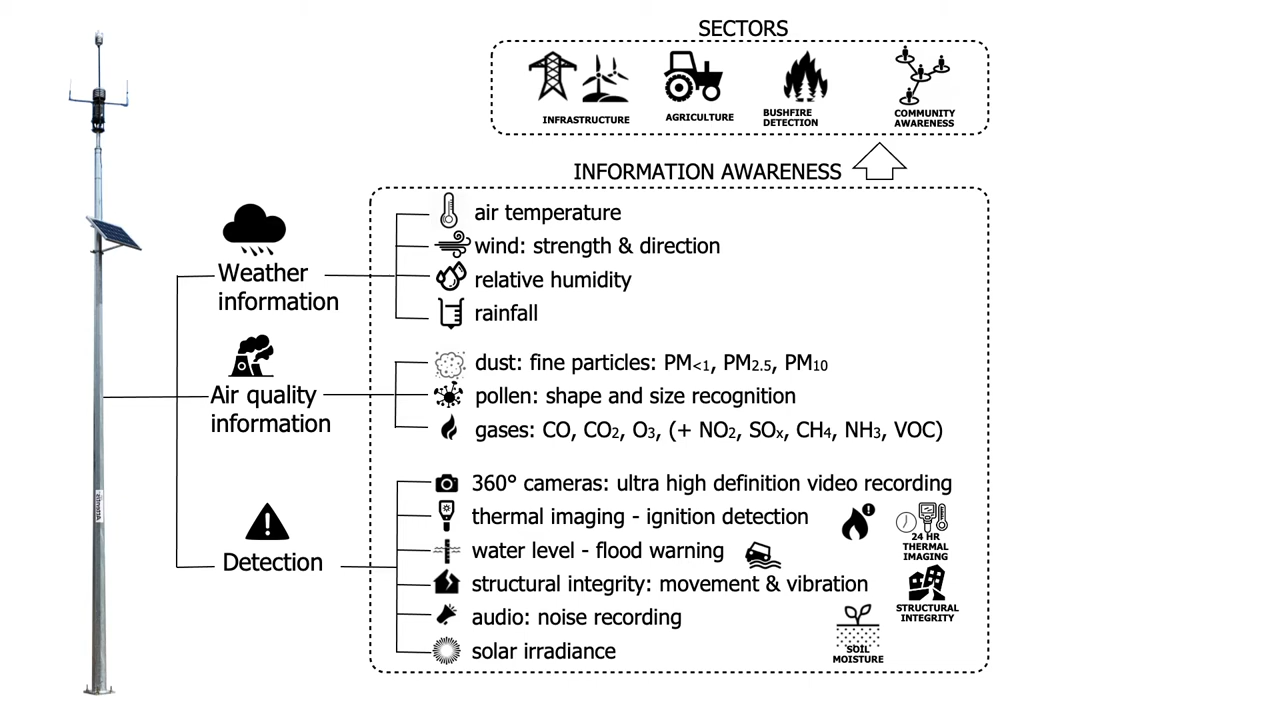 SECTORS
INFRASTRUCTURE
AGRICULTURE
BUSHFIRE
DETECTION
COMMUNITY
AWARENESS
INFORMATION AWARENESS
Weather
information
air temperature
wind: strength & direction
relative humidity
rainfall
Air quality
information
dust: fine particles: PM<1, PM2.5, PM10
pollen: shape and size recognition
gases: CO, CO2, O3, (+ NO2, SOx, CH4, NH3, VOC)
Detection
360° cameras: ultra high definition video recording
thermal imaging - ignition detection
water level - flood warning
structural integrity: movement & vibration
audio: noise recording
solar irradiance
24 HR
THERMAL
IMAGING
STRUCTURAL
INTEGRITY
SOIL
MOISTURE